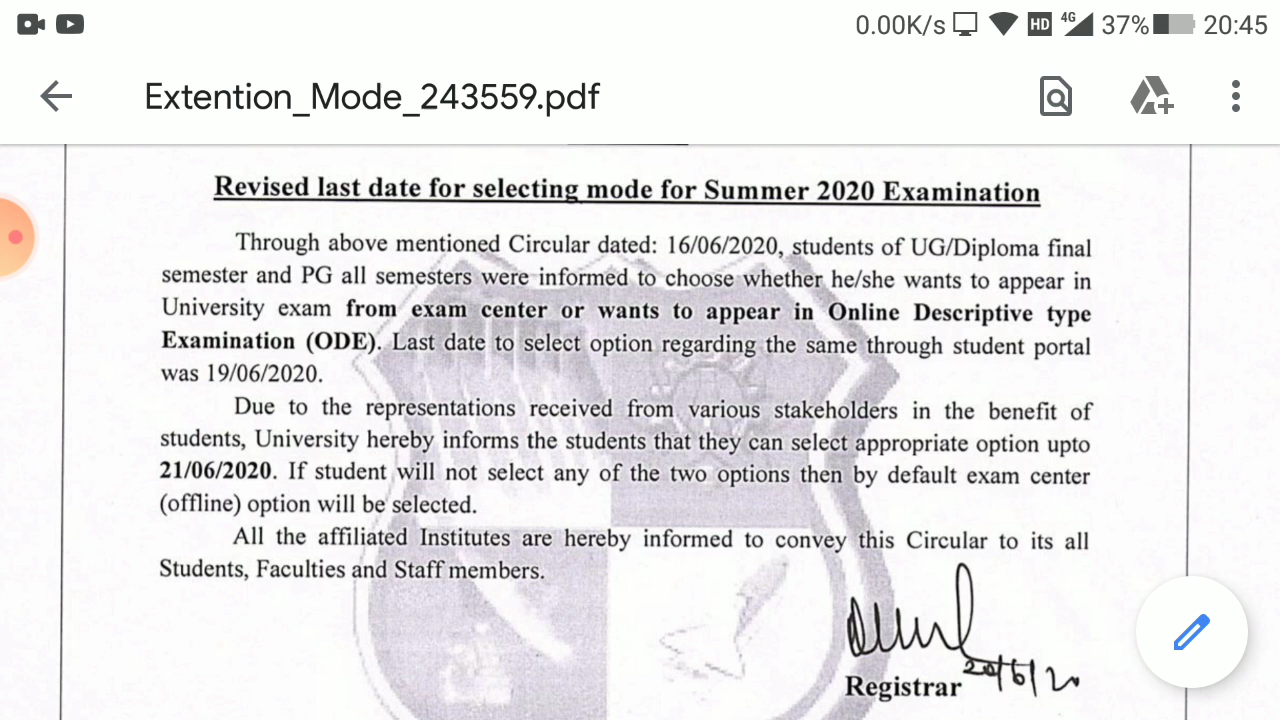 0.00K/s HD 4G 37% 20:45
Extention_Mode_243559.pdf
Revised last date for selecting mode for Summer 2020 Examination
Through above mentioned Circular dated: 16/06/2020, students of UG/Diploma final
semester and PG all semesters were informed to choose whether he/she wants to appear in
University exam from exam center or wants to appear in Online Descriptive type
Examination (ODE). Last date to select option regarding the same through student portal
was 19/06/2020.
Due to the representations received from various stakeholders in the benefit of
students, University hereby informs the students that they can select appropriate option upto
21/06/2020. If student will not select any of the two options then by default exam center
(offline) option will be selected.
All the affiliated Institutes are hereby informed to convey this Circular to its all
Students, Faculties and Staff members.
20/6/20
Registrar